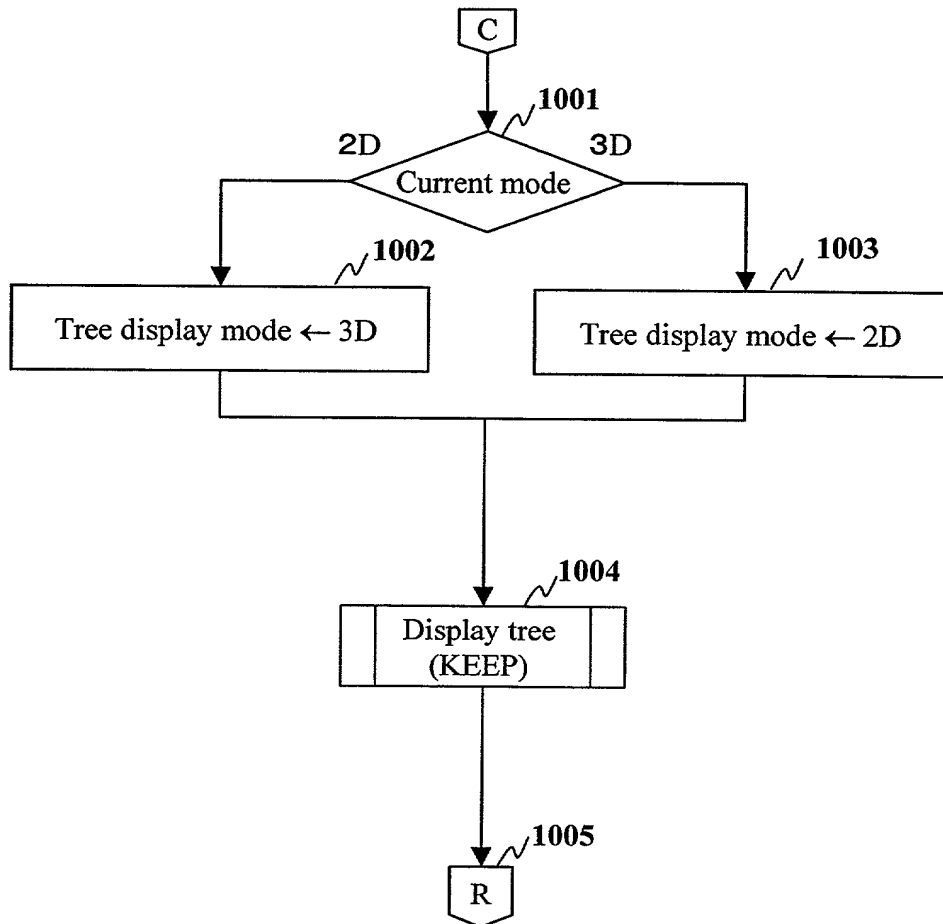 C
1001
2D
3D
Current mode
1002
1003
Tree display mode ← 3D
Tree display mode ← 2D
1004
Display tree
(KEEP)
1005
R